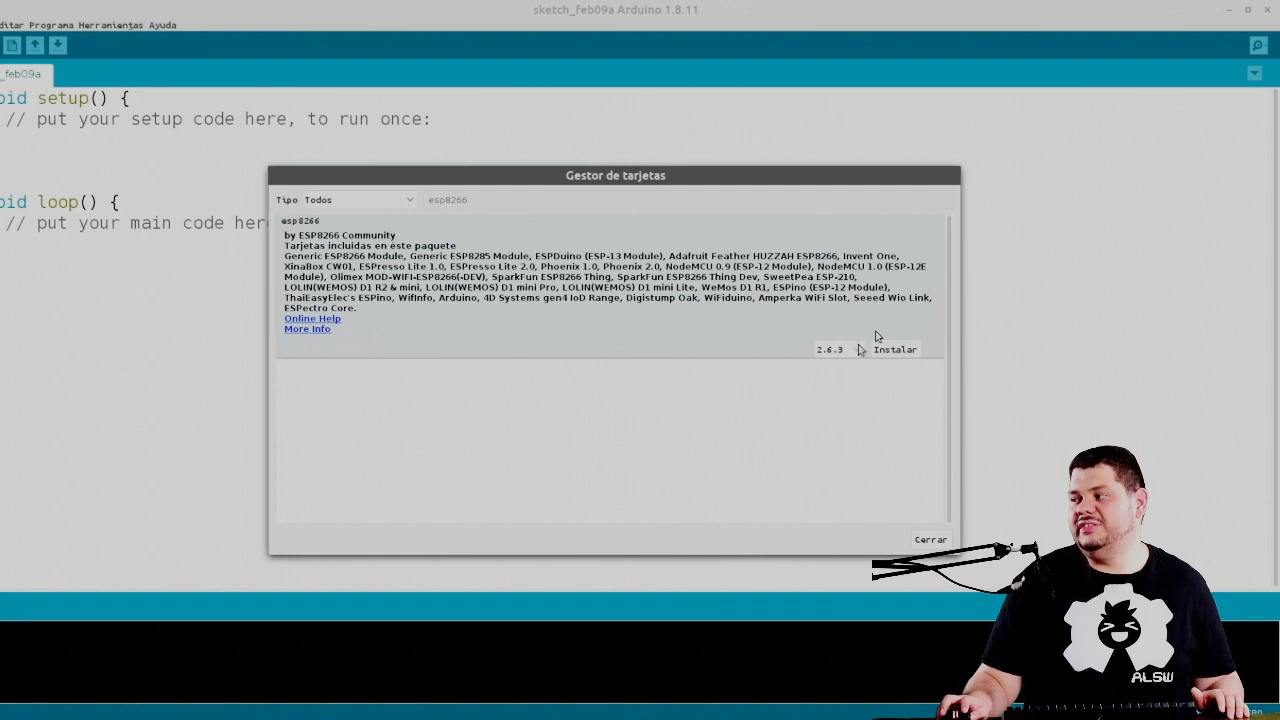 sketch_feb09a Arduino 1.8.11
ditar Programa Herramientas Ayuda
_feb09a
oid setup() {
// put your setup code here, to run once:
oid loop() {
// put your main code her
Gestor de tarjetas
Tipo Todos
esp8266
esp8266
by ESP8266 Community
Tarjetas incluidas en este paquete
Generic ESP8266 Module, Generic ESP8285 Module, ESPDuino (ESP-13 Module), Adafruit Feather HUZZAH ESP8266, Invent One,
XinaBox CW01, ESPresso Lite 1.0, ESPresso Lite 2.0, Phoenix 1.0, Phoenix 2.0, NodeMCU 0.9 (ESP-12 Module), NodeMCU 1.0 (ESP-12E
Module), Olimex MOD-WIFI-ESP8266(-DEV), SparkFun ESP8266 Thing, SparkFun ESP8266 Thing Dev, SweetPea ESP-210,
LOLIN(WEMOS) D1 R2 & mini, LOLIN(WEMOS) D1 mini Pro, LOLIN(WEMOS) D1 mini Lite, WeMos D1 R1, ESPino (ESP-12 Module),
ThaiEasyElec's ESPino, WifInfo, Arduino, 4D Systems gen4 IoD Range, Digistump Oak, WiFiduino, Amperka WiFi Slot, Seeed Wio Link,
ESPectro Core.
Online Help
More Info
2.6.3
Instalar
Cerrar
ALSW